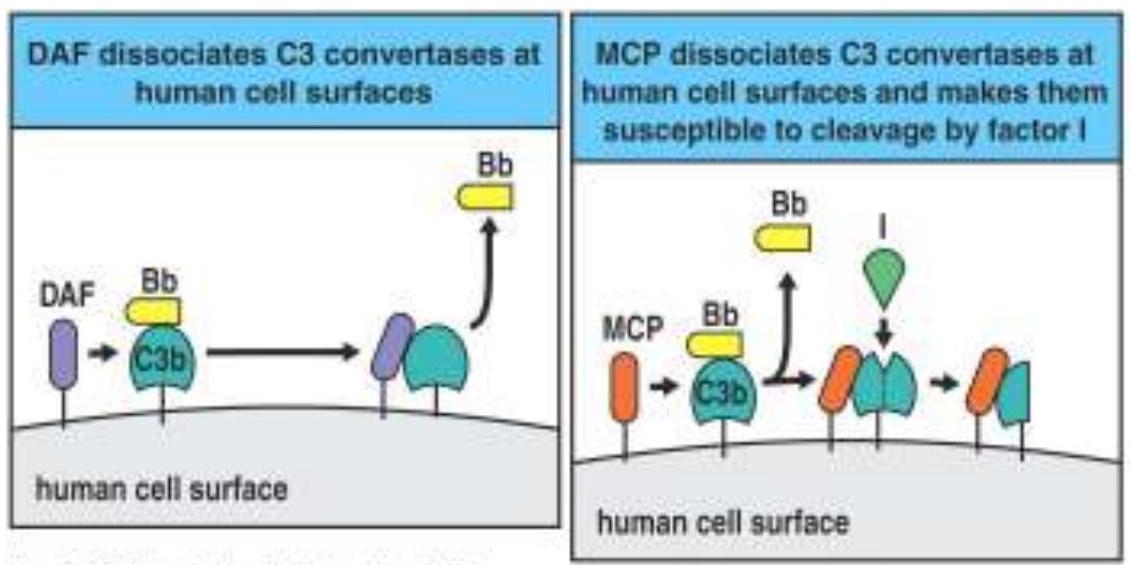 DAF dissociates C3 convertases at
human cell surfaces
Bb
DAF
Bb
C3b
human cell surface
MCP dissociates C3 convertases at
human cell surfaces and makes them
susceptible to cleavage by factor I
Bb
I
MCP
Bb
C3b
human cell surface